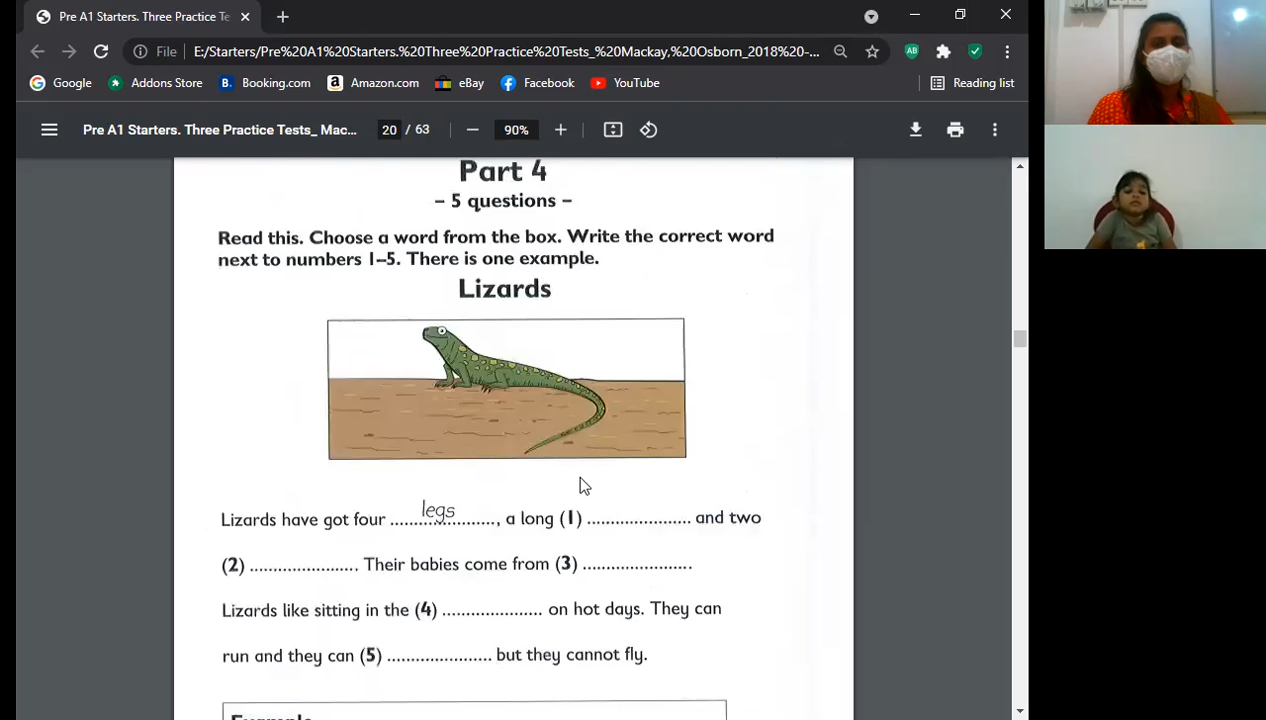 Pre A1 Starters. Three Practice Te
File E:/Starters/Pre%20A1%20Starters.%20Three%20Practice%20Tests_%20Mackay,%20Osborn_2018%20-... AB
Google Addons Store B. Booking.com a Amazon.com eBay Facebook YouTube Reading list
Pre A1 Starters. Three Practice Tests_ Mac... 20 / 63 90%
Part 4
– 5 questions –
Read this. Choose a word from the box. Write the correct word
next to numbers 1–5. There is one example.
Lizards
Lizards have got four ......legs......, a long (1) ...................... and two
(2) ....................... Their babies come from (3) .......................
Lizards like sitting in the (4) ..................... on hot days. They can
run and they can (5) ...................... but they cannot fly.
Example